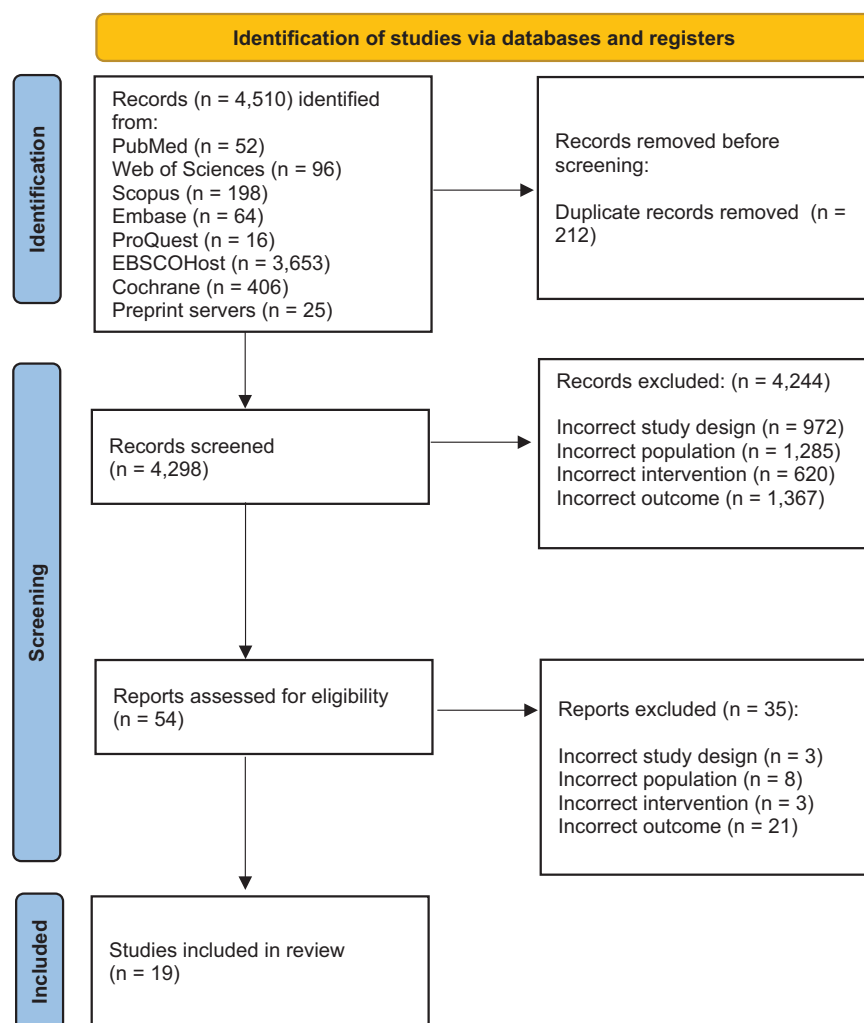 Identification of studies via databases and registers
Identification
Records (n = 4,510) identified
from:
PubMed (n = 52)
Web of Sciences (n = 96)
Scopus (n = 198)
Embase (n = 64)
ProQuest (n = 16)
EBSCOHost (n = 3,653)
Cochrane (n = 406)
Preprint servers (n = 25)
Records removed before
screening:
Duplicate records removed (n =
212)
Screening
Records screened
(n = 4,298)
Records excluded: (n = 4,244)
Incorrect study design (n = 972)
Incorrect population (n = 1,285)
Incorrect intervention (n = 620)
Incorrect outcome (n = 1,367)
Reports assessed for eligibility
(n = 54)
Reports excluded (n = 35):
Incorrect study design (n = 3)
Incorrect population (n = 8)
Incorrect intervention (n = 3)
Incorrect outcome (n = 21)
Included
Studies included in review
(n = 19)